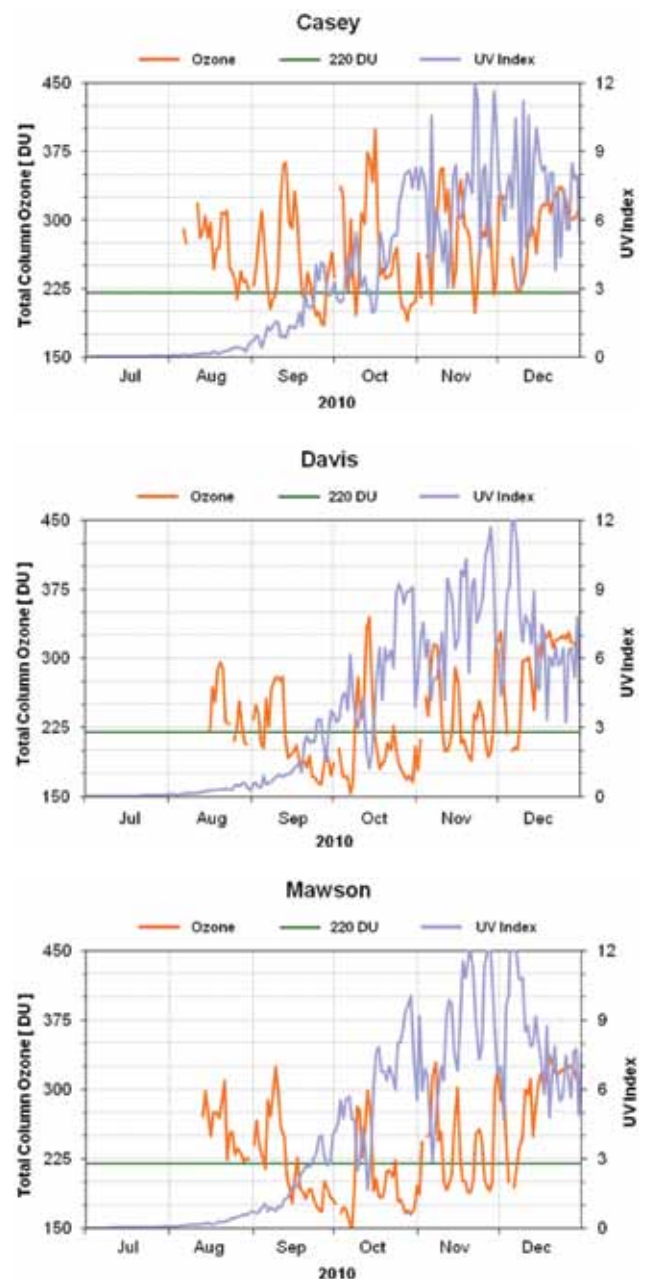 Casey
Ozone 220 DU UV Index
450 12
375 9
300 6
225 3
150 0
Total Column Ozone [ DU ]
UV Index
Jul Aug Sep Oct Nov Dec
2010
Davis
Ozone 220 DU UV Index
450 12
375 9
300 6
225 3
150 0
Total Column Ozone [ DU ]
UV Index
Jul Aug Sep Oct Nov Dec
2010
Mawson
Ozone 220 DU UV Index
450 12
375 9
300 6
225 3
150 0
Total Column Ozone [ DU ]
UV Index
Jul Aug Sep Oct Nov Dec
2010